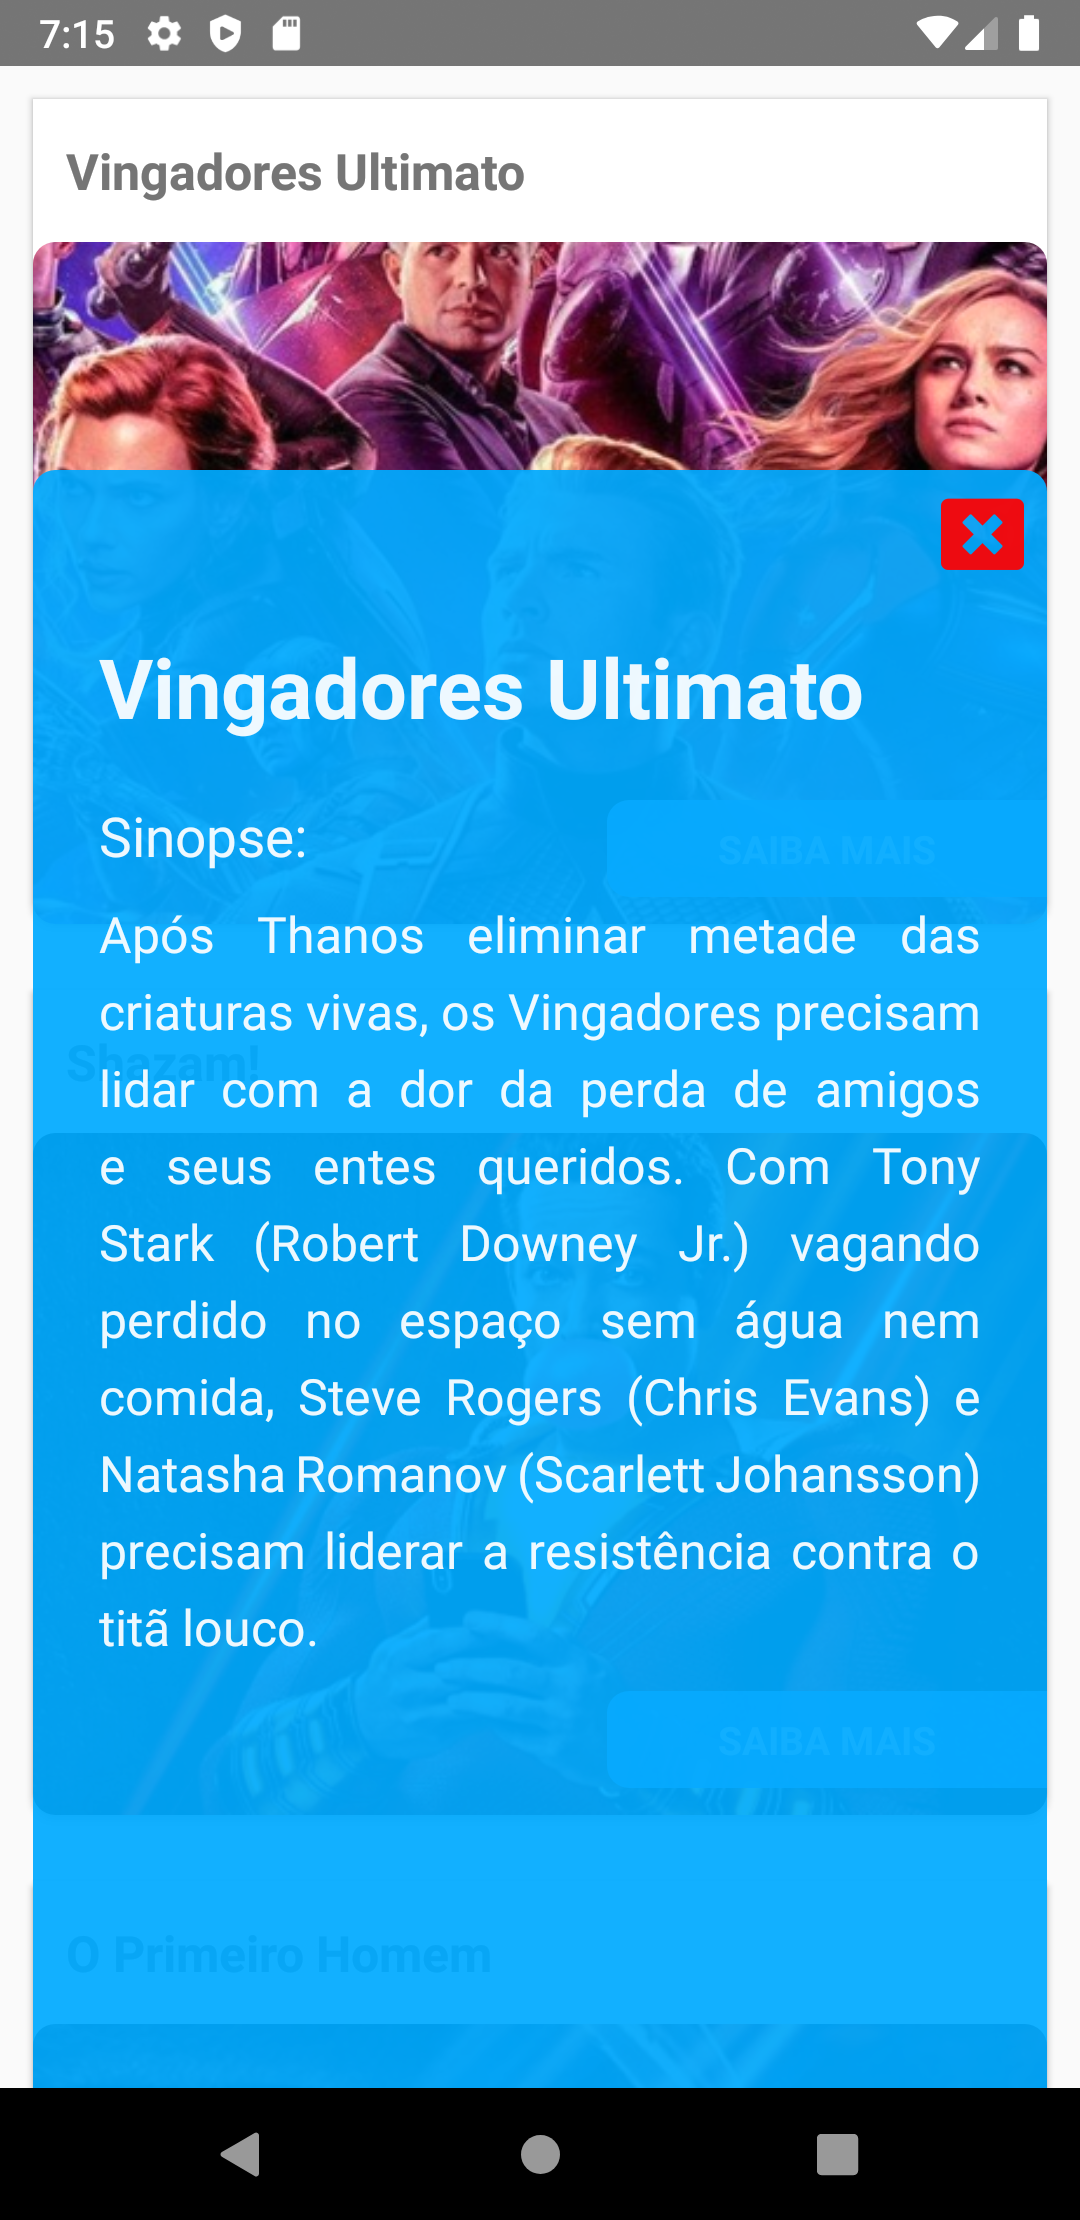 7:15
Vingadores Ultimato
Vingadores Ultimato
Sinopse:
SAIBA MAIS
Após Thanos eliminar metade das
criaturas vivas, os Vingadores precisam
Shazam!
lidar com a dor da perda de amigos
e seus entes queridos. Com Tony
Stark (Robert Downey Jr.) vagando
perdido no espaço sem água nem
comida, Steve Rogers (Chris Evans) e
Natasha Romanov (Scarlett Johansson)
precisam liderar a resistência contra o
titã louco.
SAIBA MAIS
O Primeiro Homem